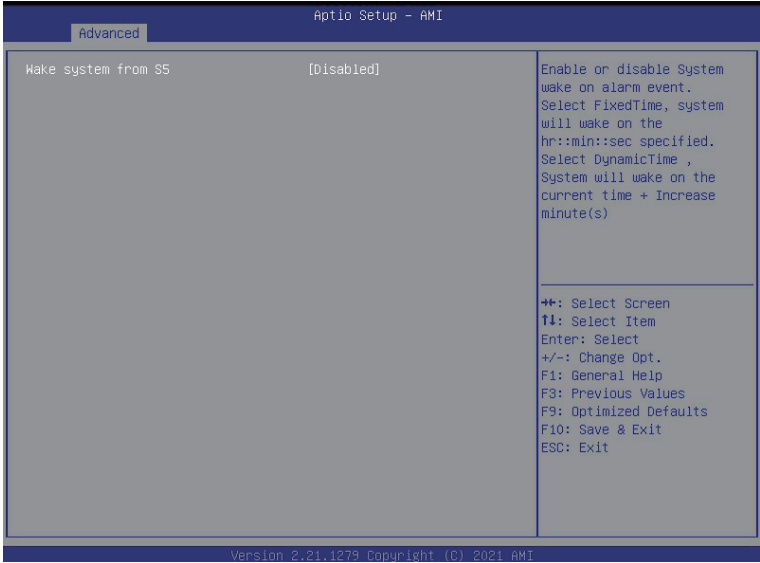 Aptio Setup – AMI
Advanced
Wake system from S5 [Disabled]
Enable or disable System
wake on alarm event.
Select FixedTime, system
will wake on the
hr::min::sec specified.
Select DynamicTime ,
System will wake on the
current time + Increase
minute(s)
→←: Select Screen
↑↓: Select Item
Enter: Select
+/-: Change Opt.
F1: General Help
F3: Previous Values
F9: Optimized Defaults
F10: Save & Exit
ESC: Exit
Version 2.21.1279 Copyright (C) 2021 AMI